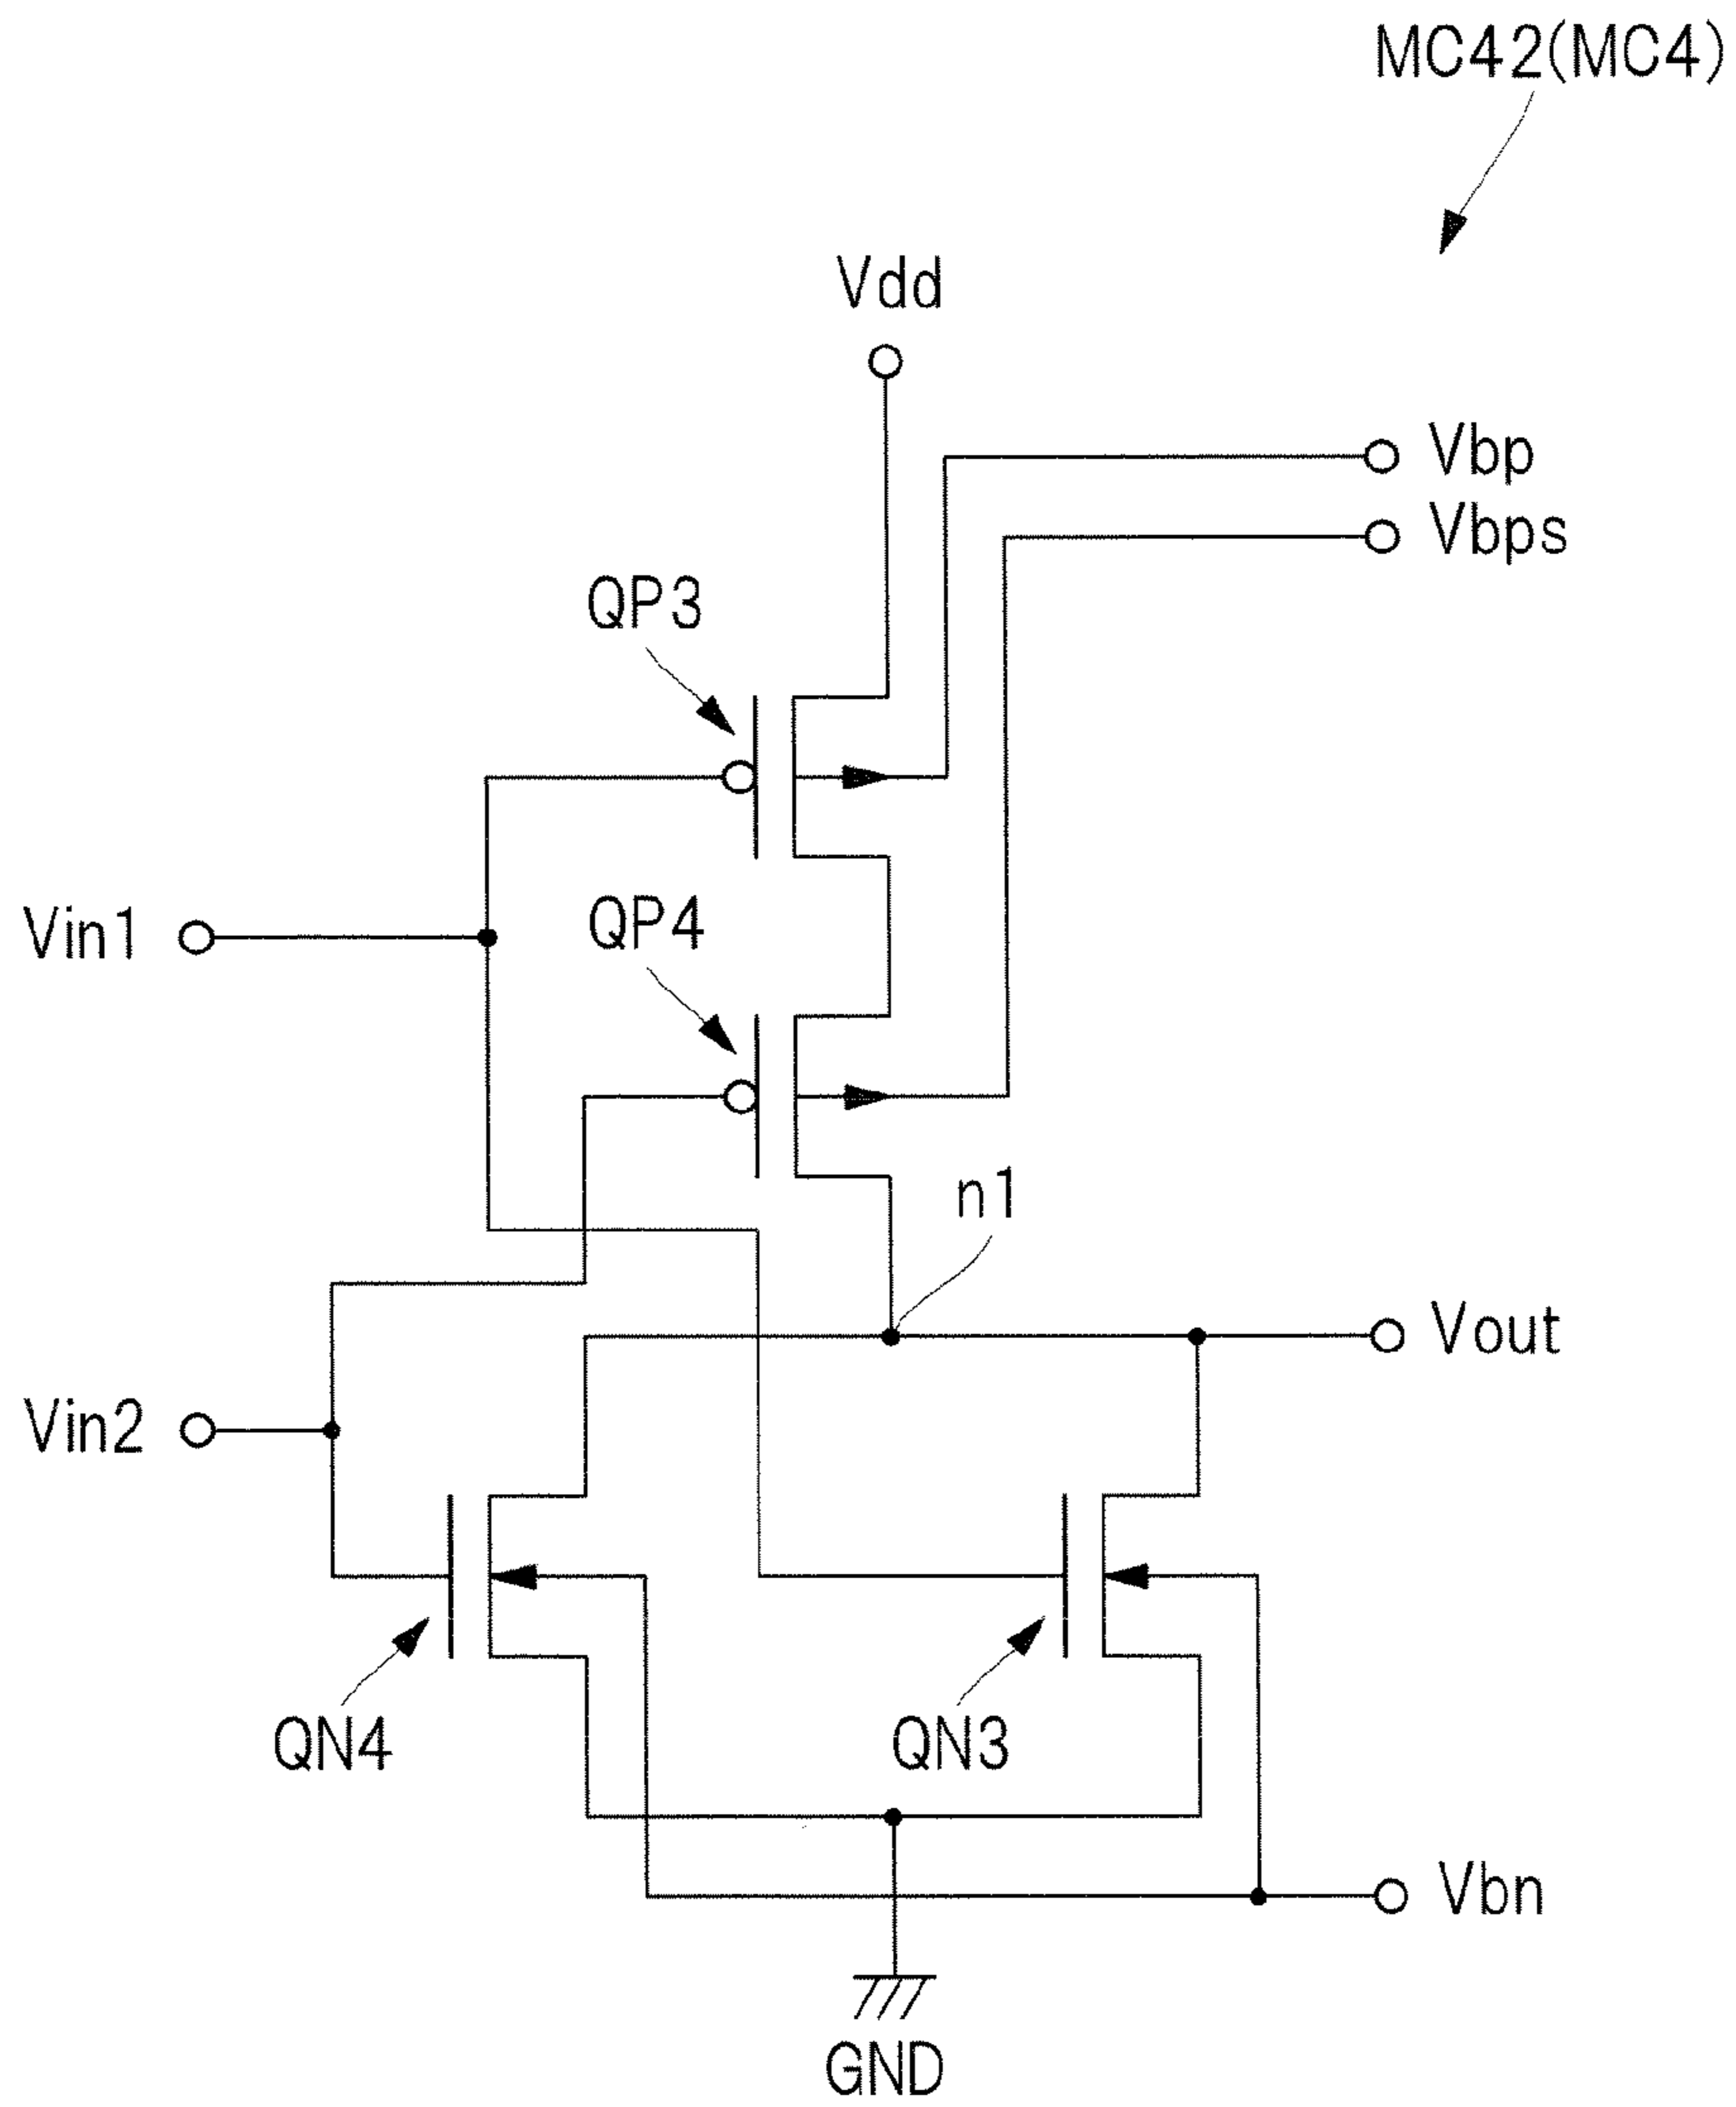 MC42(MC4)
Vdd
Vbp
Vbps
QP3
QP4
Vin1
n1
Vout
Vin2
QN4
QN3
Vbn
GND